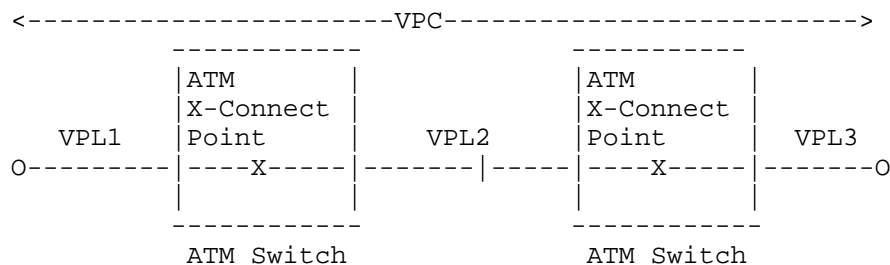 <------------------------VPC--------------------------->
------------ -----------
|ATM | |ATM |
|X-Connect | |X-Connect |
VPL1 |Point | VPL2 |Point | VPL3
O---------|----X-----|-------|-----|----X-----|-------O
| | | |
------------ ------------
ATM Switch ATM Switch